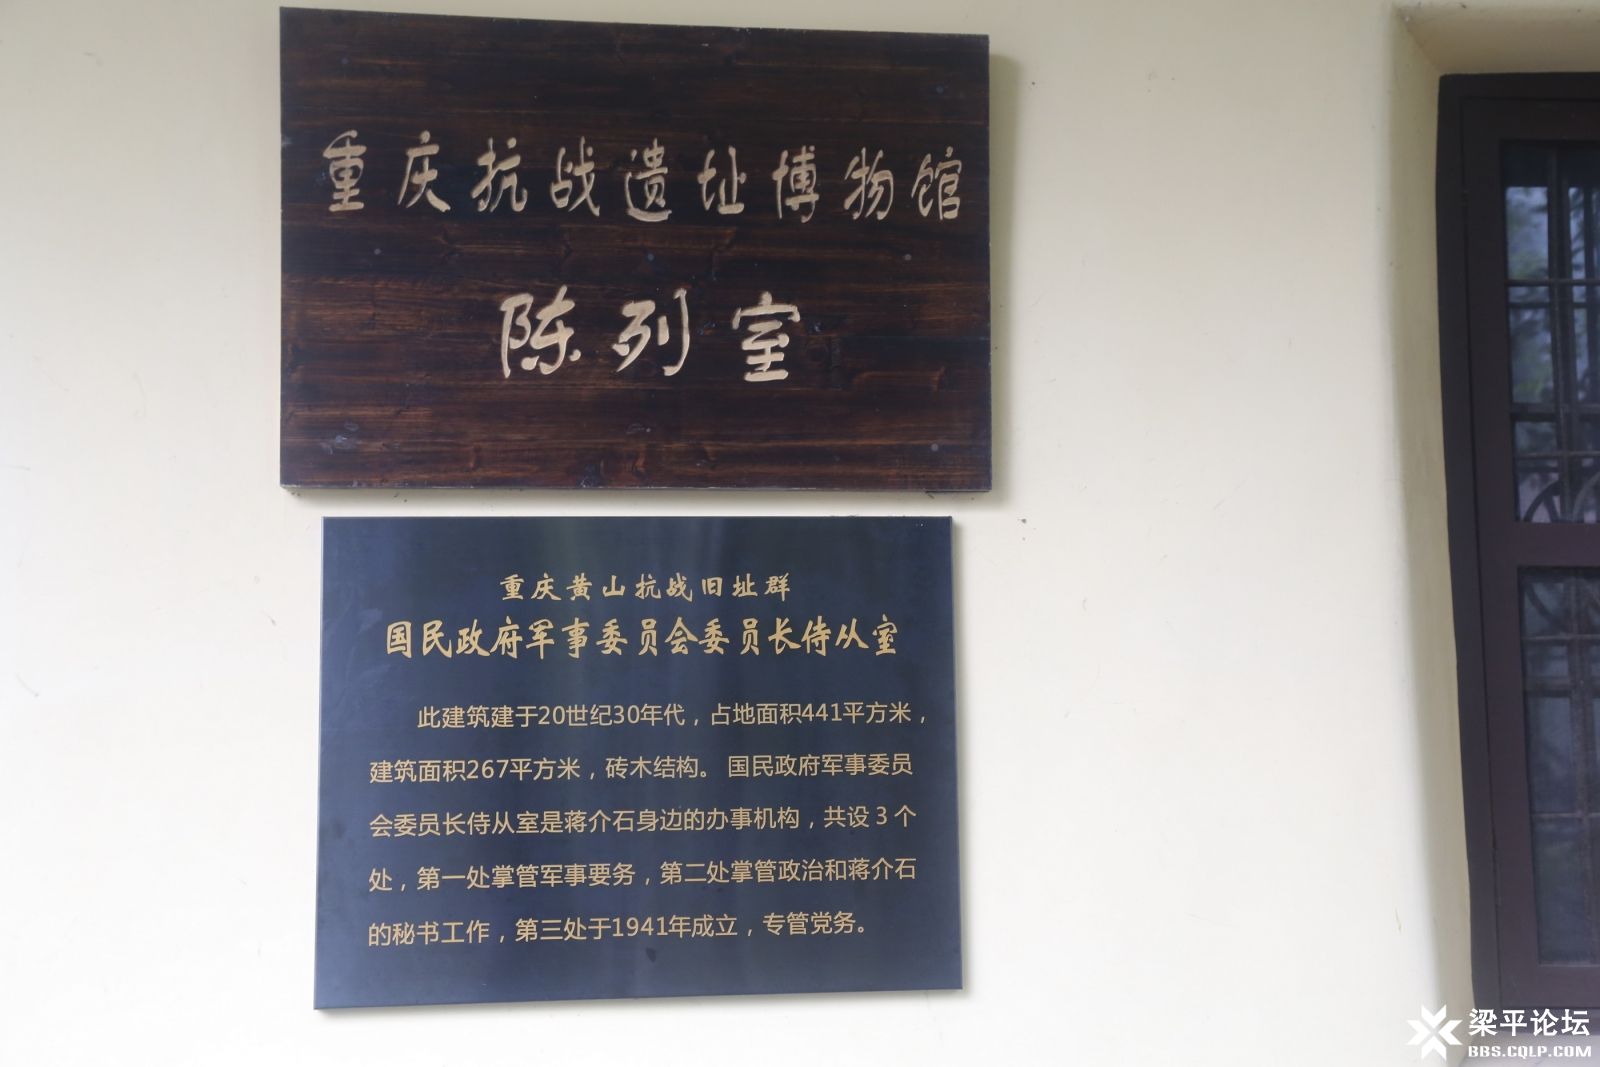 重庆抗战遗址博物馆
陈列室
重庆黄山抗战旧址群
国民政府军事委员会委员长侍从室
此建筑建于20世纪30年代，占地面积441平方米，
建筑面积267平方米，砖木结构。国民政府军事委员
会委员长侍从室是蒋介石身边的办事机构，共设3个
处，第一处掌管军事要务，第二处掌管政治和蒋介石
的秘书工作，第三处于1941年成立，专管党务。
梁平论坛
BBS.CQLP.COM